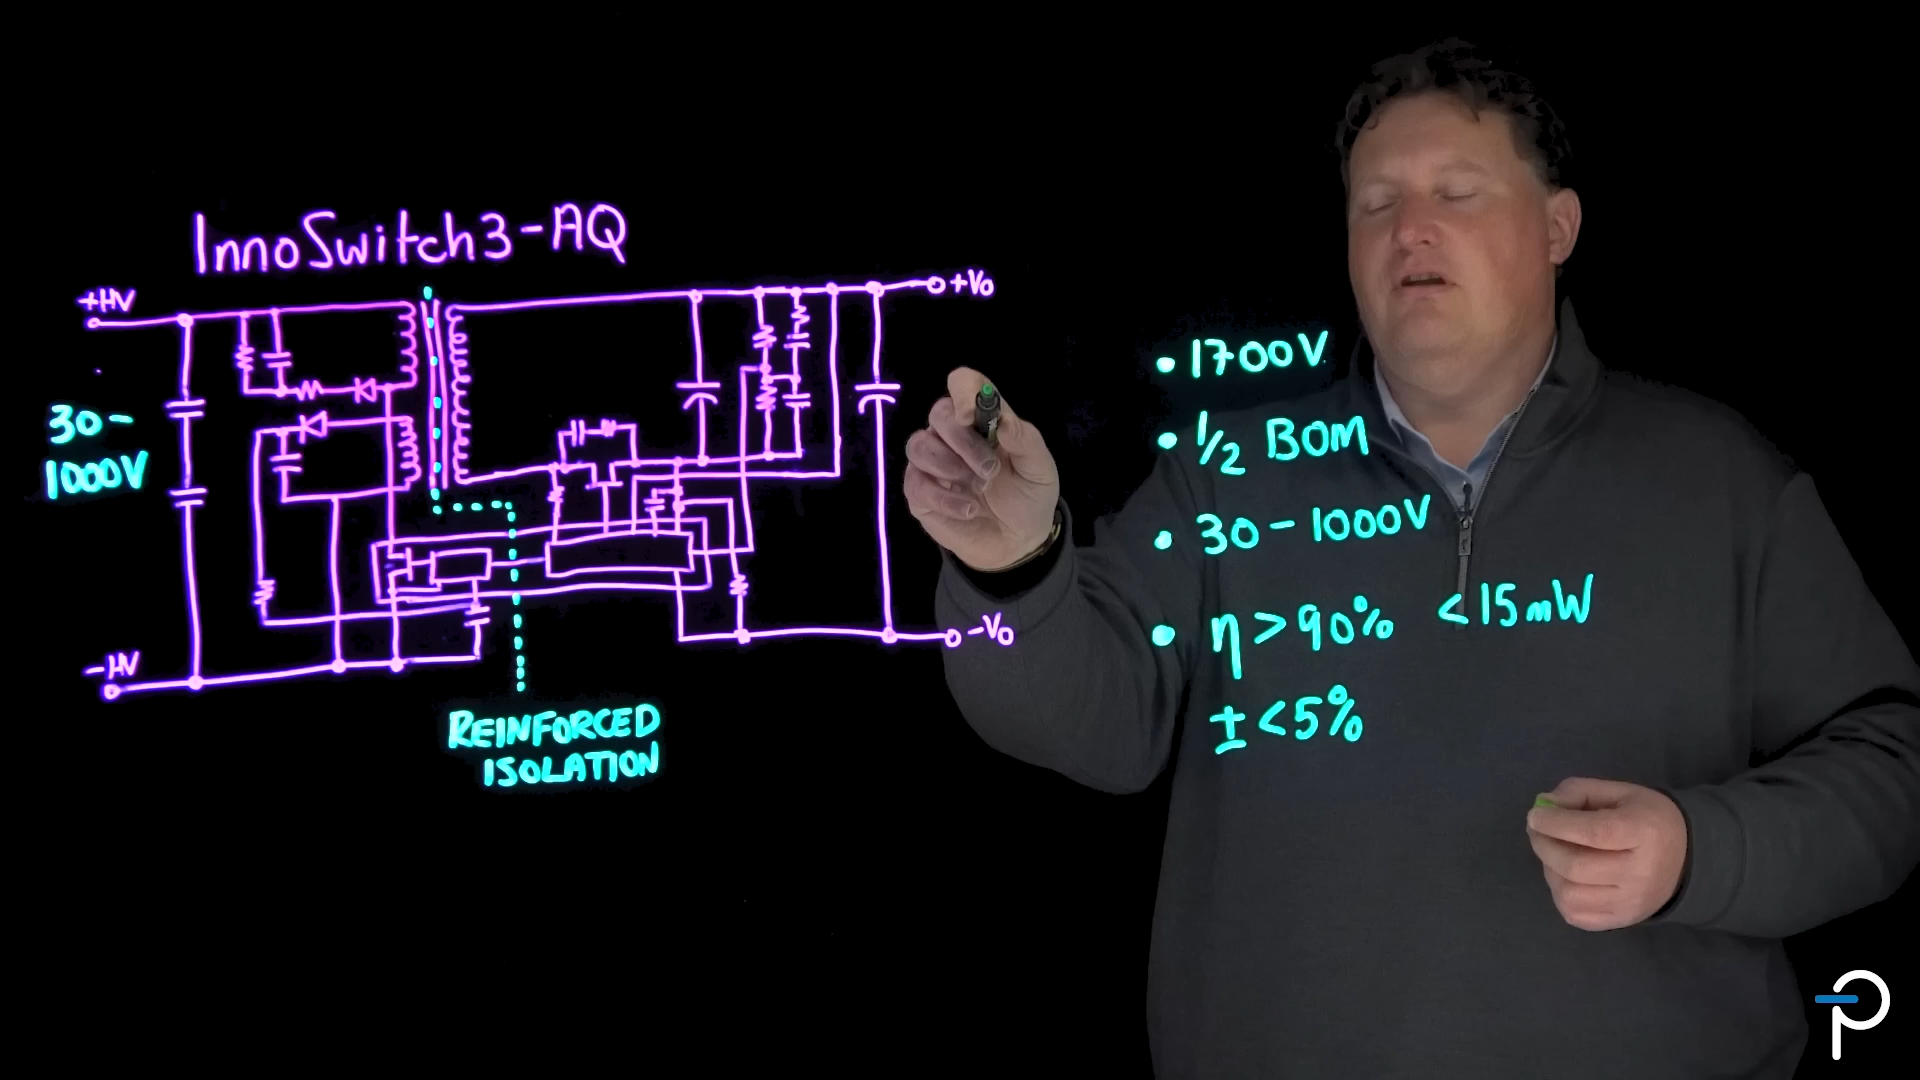 InnoSwitch3-AQ
+HV
+Vo
30-
1000V
-HV
-Vo
REINFORCED
ISOLATION
• 1700V
• 1/2 BOM
• 30-1000V
• η>90% <15mW
± <5%